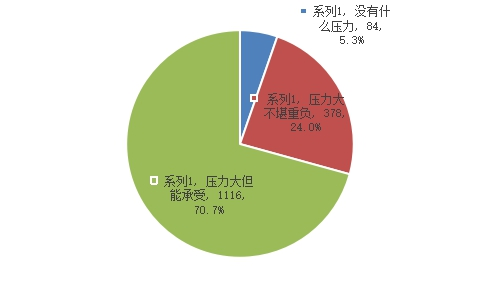 系列1, 没有什
么压力, 84,
5.3%
系列1, 压力大
不堪重负, 378,
24.0%
系列1, 压力大但
能承受, 1116,
70.7%